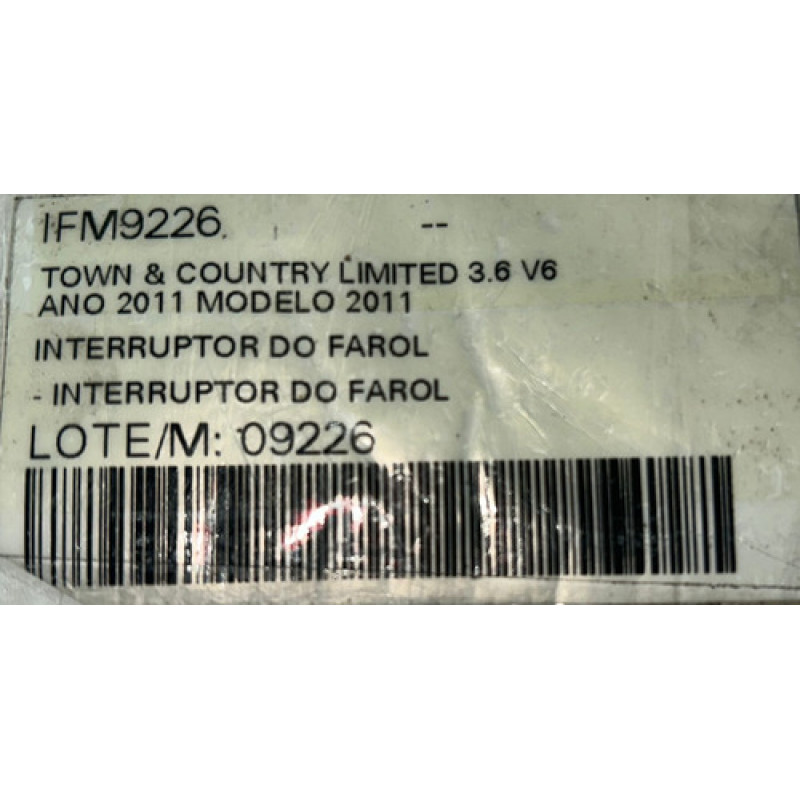 IFM9226. --
TOWN & COUNTRY LIMITED 3.6 V6
ANO 2011 MODELO 2011
INTERRUPTOR DO FAROL
- INTERRUPTOR DO FAROL
LOTE/M: 09226